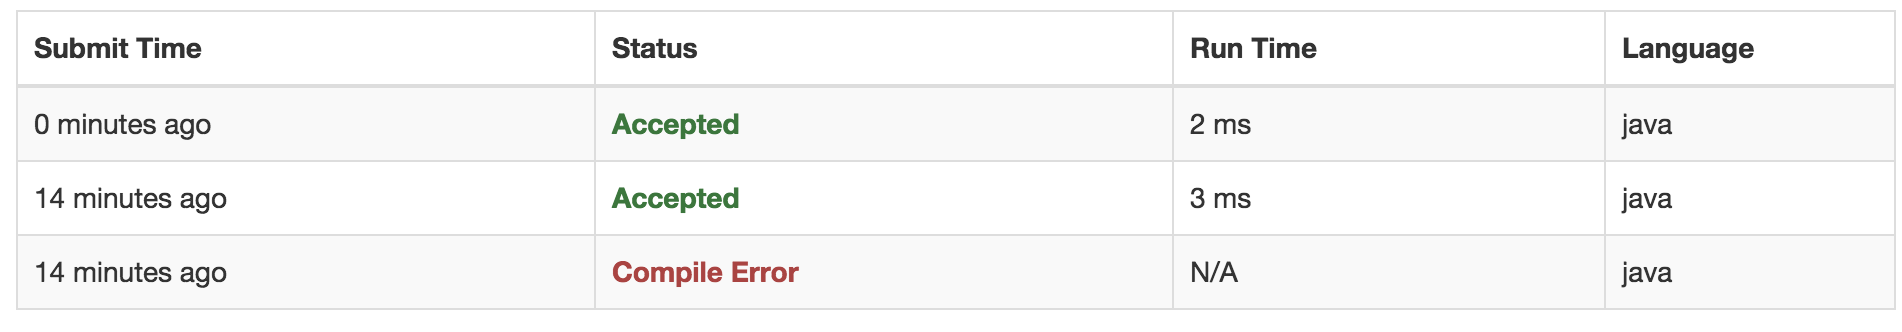 Submit Time Status Run Time Language
0 minutes ago Accepted 2 ms java
14 minutes ago Accepted 3 ms java
14 minutes ago Compile Error N/A java